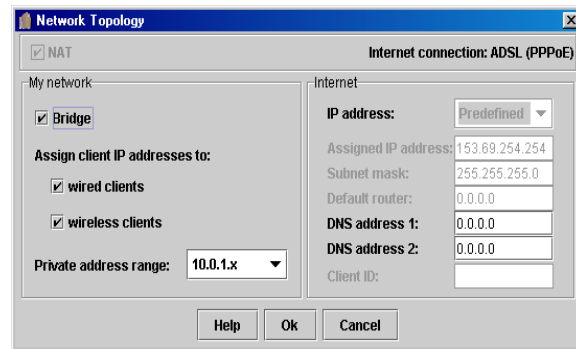 Network Topology
NAT
Internet connection: ADSL (PPPoE)
My network
Bridge
Assign client IP addresses to:
wired clients
wireless clients
Private address range: 10.0.1.x
Internet
IP address: Predefined
Assigned IP address: 153.69.254.254
Subnet mask: 255.255.255.0
Default router: 0.0.0.0
DNS address 1: 0.0.0.0
DNS address 2: 0.0.0.0
Client ID:
Help Ok Cancel